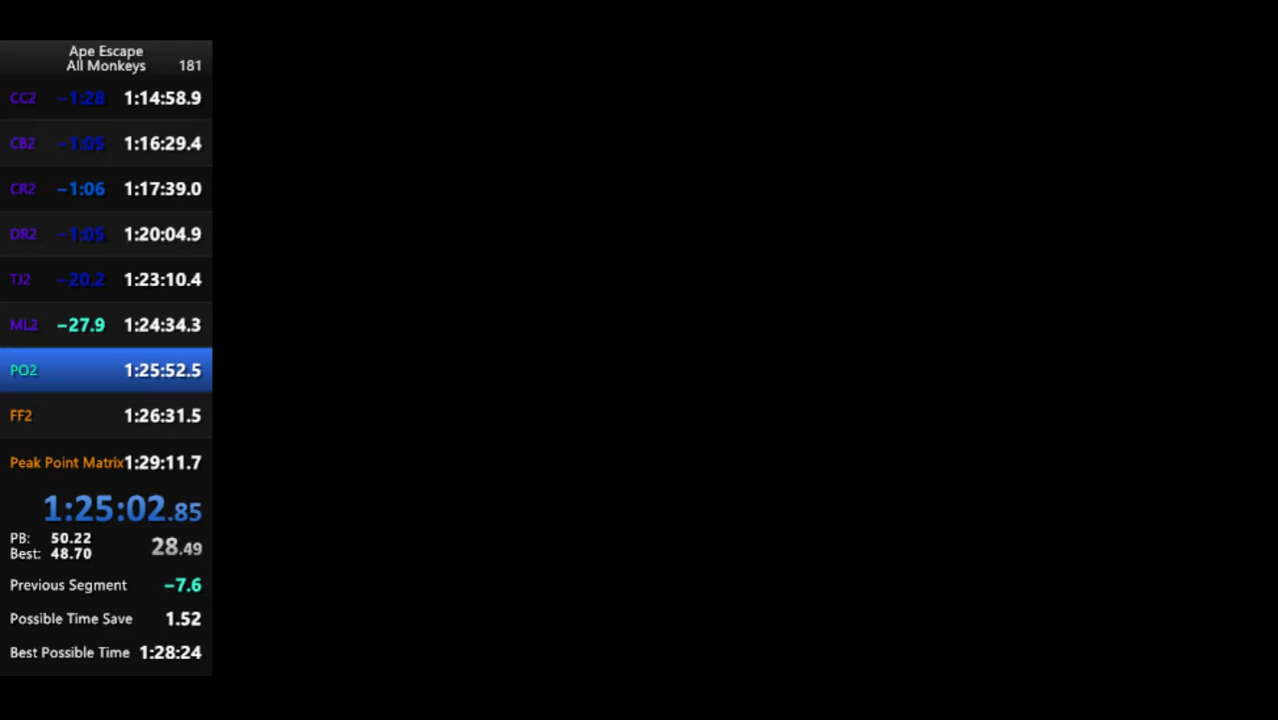 Ape Escape
All Monkeys 181
CC2 −1:28 1:14:58.9
CB2 −1:05 1:16:29.4
CR2 −1:06 1:17:39.0
DR2 −1:05 1:20:04.9
TJ2 −20.2 1:23:10.4
ML2 −27.9 1:24:34.3
PO2 1:25:52.5
FF2 1:26:31.5
Peak Point Matrix 1:29:11.7
1:25:02.85
PB: 50.22
Best: 48.70
28.49
Previous Segment −7.6
Possible Time Save 1.52
Best Possible Time 1:28:24